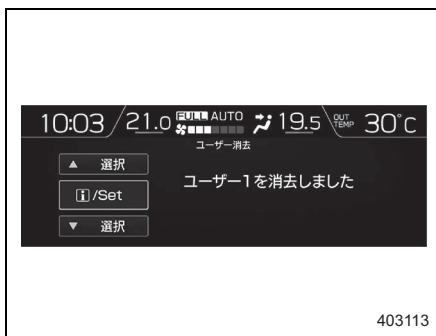 10:03 21.0 FULL AUTO 19.5 OUT TEMP 30°C
ユーザー消去
▲ 選択
ユーザー1を消去しました
i/Set
▼ 選択
403113